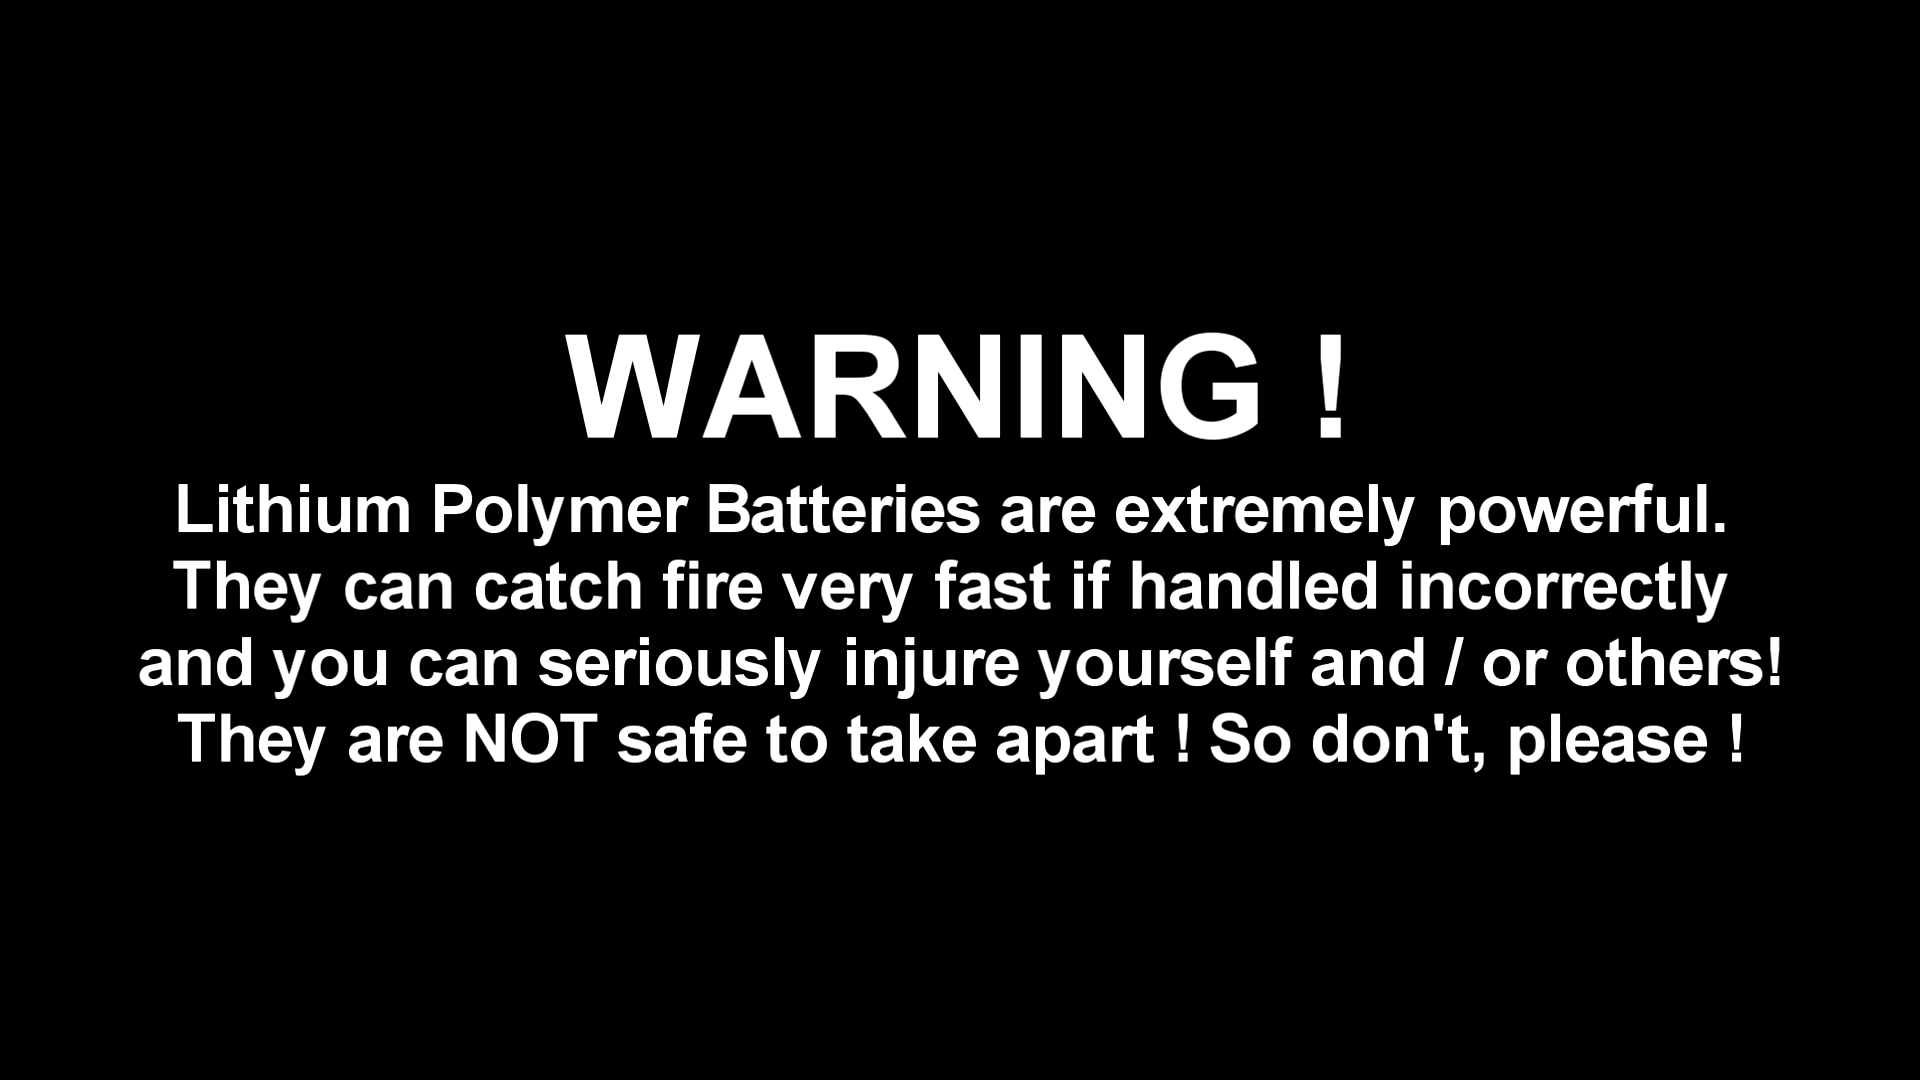 WARNING !
Lithium Polymer Batteries are extremely powerful.
They can catch fire very fast if handled incorrectly
and you can seriously injure yourself and / or others!
They are NOT safe to take apart ! So don't, please !